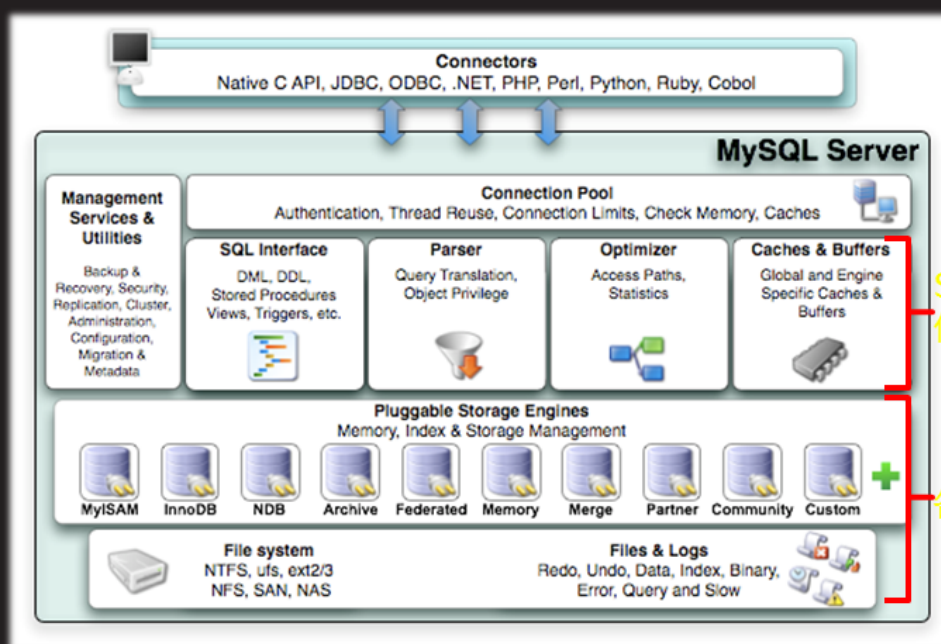 Connectors
Native C API, JDBC, ODBC, .NET, PHP, Perl, Python, Ruby, Cobol
MySQL Server
Management
Services &
Utilities
Backup &
Recovery, Security,
Replication, Cluster,
Administration,
Configuration,
Migration &
Metadata
Connection Pool
Authentication, Thread Reuse, Connection Limits, Check Memory, Caches
SQL Interface
DML, DDL,
Stored Procedures
Views, Triggers, etc.
Parser
Query Translation,
Object Privilege
Optimizer
Access Paths,
Statistics
Caches & Buffers
Global and Engine
Specific Caches &
Buffers
Pluggable Storage Engines
Memory, Index & Storage Management
MyISAM InnoDB NDB Archive Federated Memory Merge Partner Community Custom
File system
NTFS, ufs, ext2/3
NFS, SAN, NAS
Files & Logs
Redo, Undo, Data, Index, Binary,
Error, Query and Slow